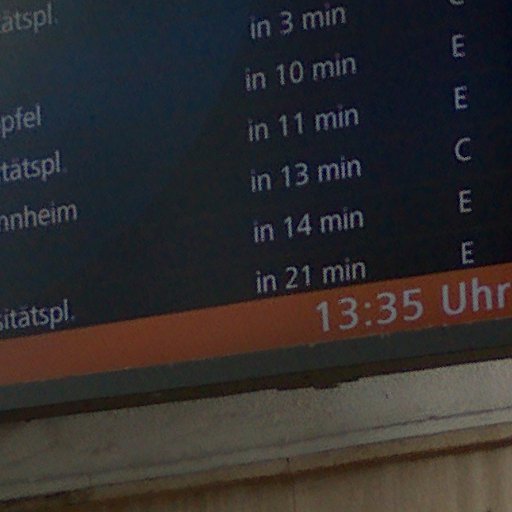 ätspl.
in 3 min
pfel in 10 min E
tätspl. in 11 min E
nnheim in 13 min C
in 14 min E
sitätspl. in 21 min E
13:35 Uhr